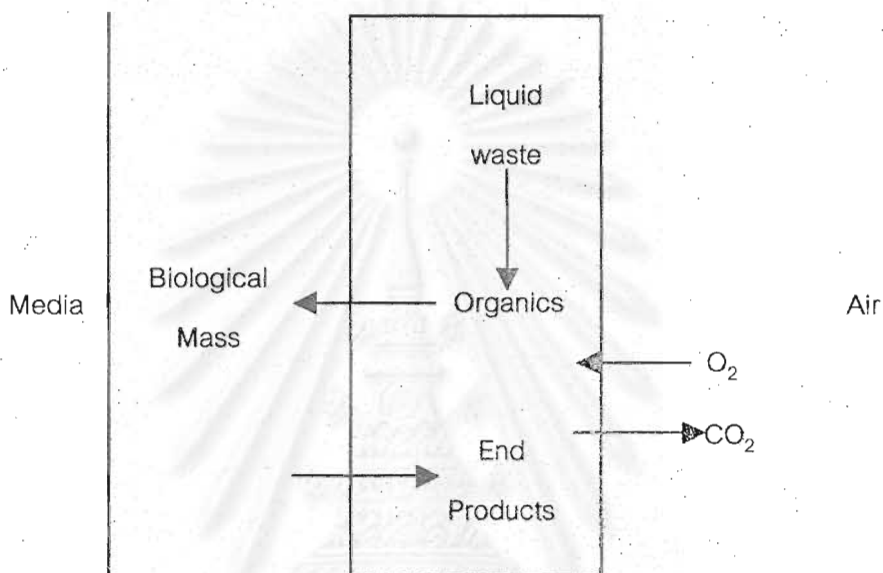 Liquid
waste
Biological
Mass
Organics
Media
Air
O₂
CO₂
End
Products